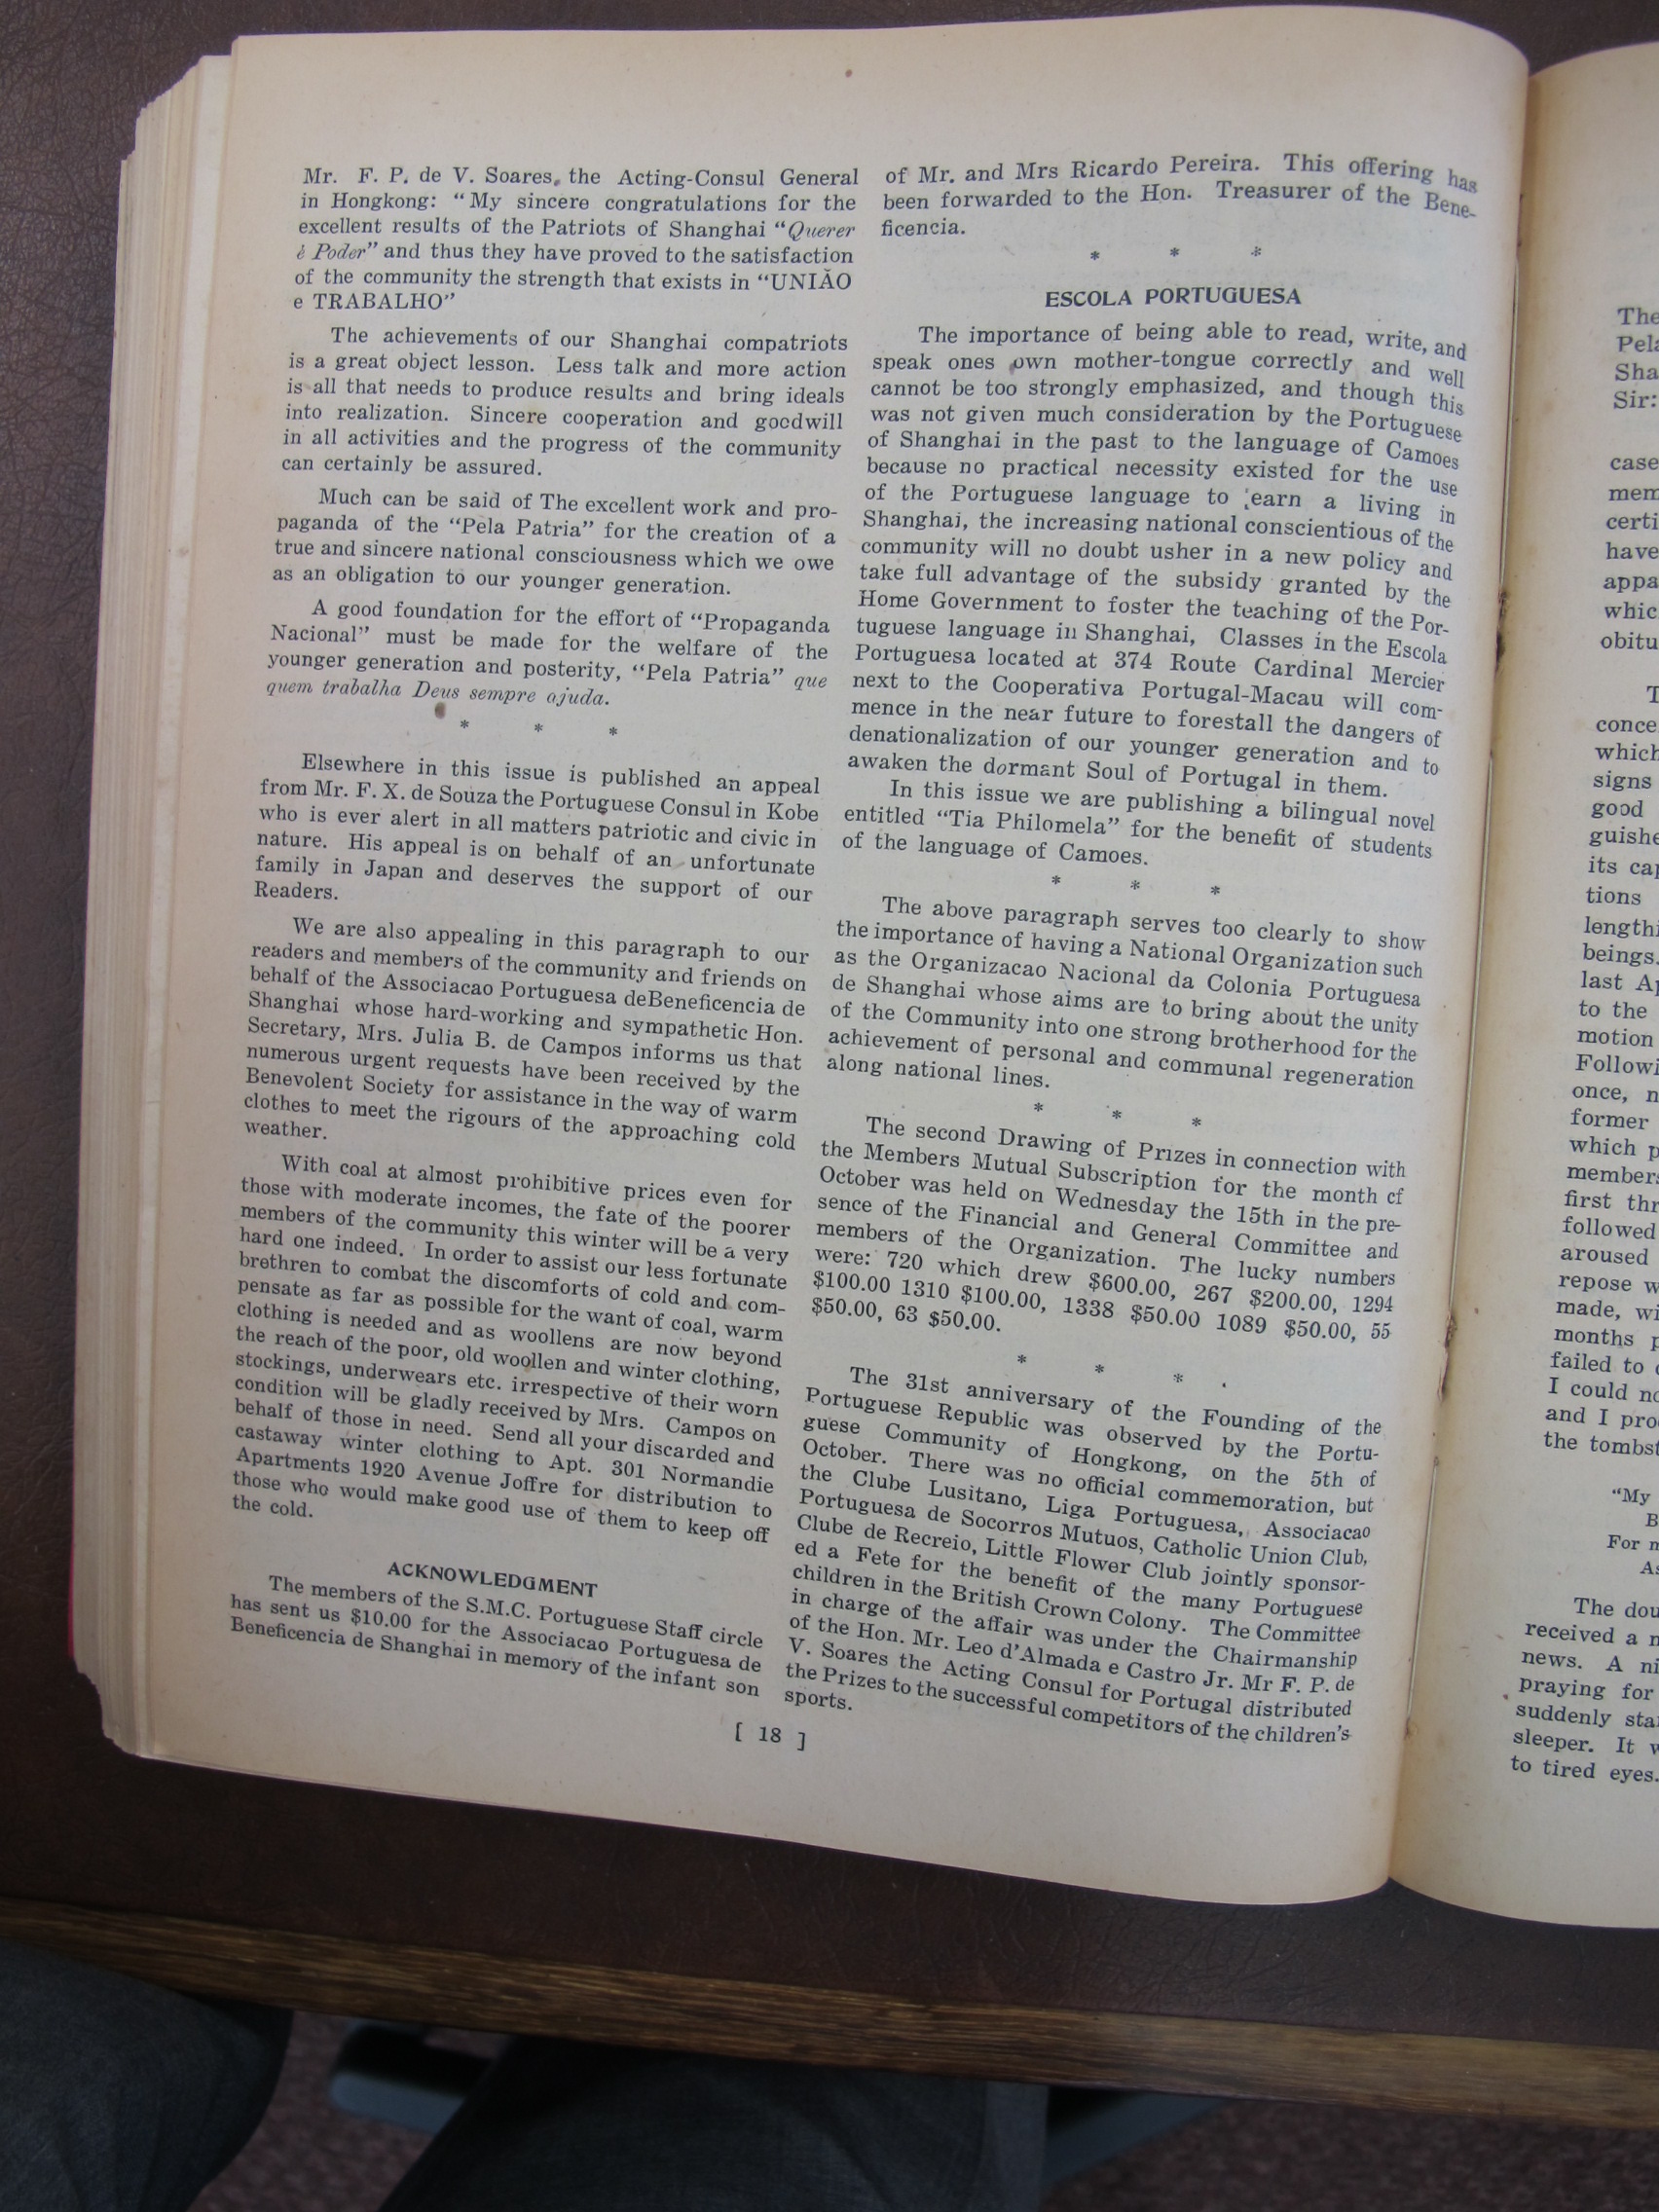 Mr. F. P. de V. Soares, the Acting-Consul General
in Hongkong: "My sincere congratulations for the
excellent results of the Patriots of Shanghai "Querer
è Poder" and thus they have proved to the satisfaction
of the community the strength that exists in "UNIÃO
e TRABALHO"
The achievements of our Shanghai compatriots
is a great object lesson. Less talk and more action
is all that needs to produce results and bring ideals
into realization. Sincere cooperation and goodwill
in all activities and the progress of the community
can certainly be assured.
Much can be said of The excellent work and pro-
paganda of the "Pela Patria" for the creation of a
true and sincere national consciousness which we owe
as an obligation to our younger generation.
A good foundation for the effort of "Propaganda
Nacional" must be made for the welfare of the
younger generation and posterity, "Pela Patria" que
quem trabalha Deus sempre ajuda.
* * *
Elsewhere in this issue is published an appeal
from Mr. F. X. de Souza the Portuguese Consul in Kobe
who is ever alert in all matters patriotic and civic in
nature. His appeal is on behalf of an unfortunate
family in Japan and deserves the support of our
Readers.
We are also appealing in this paragraph to our
readers and members of the community and friends on
behalf of the Associacao Portuguesa deBeneficencia de
Shanghai whose hard-working and sympathetic Hon.
Secretary, Mrs. Julia B. de Campos informs us that
numerous urgent requests have been received by the
Benevolent Society for assistance in the way of warm
clothes to meet the rigours of the approaching cold
weather.
With coal at almost prohibitive prices even for
those with moderate incomes, the fate of the poorer
members of the community this winter will be a very
hard one indeed. In order to assist our less fortunate
brethren to combat the discomforts of cold and com-
pensate as far as possible for the want of coal, warm
clothing is needed and as woollens are now beyond
the reach of the poor, old woollen and winter clothing,
stockings, underwears etc. irrespective of their worn
condition will be gladly received by Mrs. Campos on
behalf of those in need. Send all your discarded and
castaway winter clothing to Apt. 301 Normandie
Apartments 1920 Avenue Joffre for distribution to
those who would make good use of them to keep off
the cold.
ACKNOWLEDGMENT
The members of the S.M.C. Portuguese Staff circle
has sent us $10.00 for the Associacao Portuguesa de
Beneficencia de Shanghai in memory of the infant son
of Mr. and Mrs Ricardo Pereira. This offering has
been forwarded to the Hon. Treasurer of the Bene-
ficencia.
* * *
ESCOLA PORTUGUESA
The importance of being able to read, write, and
speak ones own mother-tongue correctly and well
cannot be too strongly emphasized, and though this
was not given much consideration by the Portuguese
of Shanghai in the past to the language of Camoes
because no practical necessity existed for the use
of the Portuguese language to earn a living in
Shanghai, the increasing national conscientious of the
community will no doubt usher in a new policy and
take full advantage of the subsidy granted by the
Home Government to foster the teaching of the Por-
tuguese language in Shanghai, Classes in the Escola
Portuguesa located at 374 Route Cardinal Mercier
next to the Cooperativa Portugal-Macau will com-
mence in the near future to forestall the dangers of
denationalization of our younger generation and to
awaken the dormant Soul of Portugal in them.
In this issue we are publishing a bilingual novel
entitled "Tia Philomela" for the benefit of students
of the language of Camoes.
* * *
The above paragraph serves too clearly to show
the importance of having a National Organization such
as the Organizacao Nacional da Colonia Portuguesa
de Shanghai whose aims are to bring about the unity
of the Community into one strong brotherhood for the
achievement of personal and communal regeneration
along national lines.
* * *
The second Drawing of Prizes in connection with
the Members Mutual Subscription for the month cf
October was held on Wednesday the 15th in the pre-
sence of the Financial and General Committee and
members of the Organization. The lucky numbers
were: 720 which drew $600.00, 267 $200.00, 1294
$100.00 1310 $100.00, 1338 $50.00 1089 $50.00, 55
$50.00, 63 $50.00.
* * *
The 31st anniversary of the Founding of the
Portuguese Republic was observed by the Portu-
guese Community of Hongkong, on the 5th of
October. There was no official commemoration, but
the Clube Lusitano, Liga Portuguesa, Associacao
Portuguesa de Socorros Mutuos, Catholic Union Club,
Clube de Recreio, Little Flower Club jointly sponsor-
ed a Fete for the benefit of the many Portuguese
children in the British Crown Colony. The Committee
in charge of the affair was under the Chairmanship
of the Hon. Mr. Leo d'Almada e Castro Jr. Mr F. P. de
V. Soares the Acting Consul for Portugal distributed
the Prizes to the successful competitors of the children's
sports.
[ 18 ]
The
Sir:
case
have
which
signs
good
its
tions
beings.
last
to the
motion
once,
former
which
members
first
followed
aroused
repose
made,
months
failed to
I could
and I
the
"My
For
The
received a
news. A
praying for
suddenly
sleeper. It
to tired eyes.